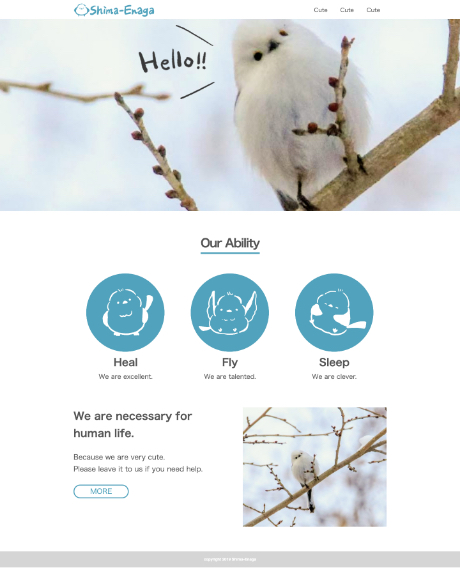 Shima-Enaga
Cute Cute Cute
Hello!!
Our Ability
Heal Fly Sleep
We are excellent. We are talented. We are clever.
We are necessary for
human life.
Because we are very cute.
Please leave it to us if you need help.
MORE